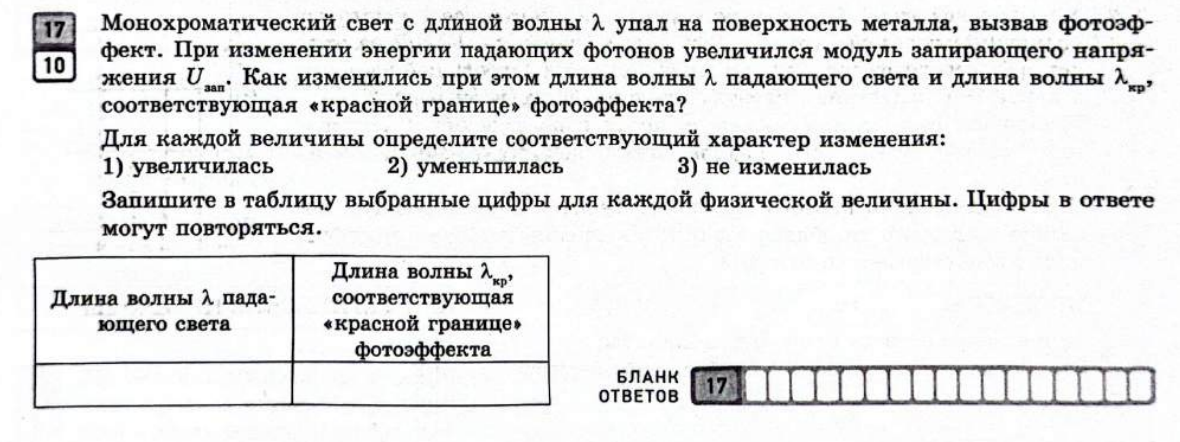 17
10
Монохроматический свет с длиной волны λ упал на поверхность металла, вызвав фотоэф-
фект. При изменении энергии падающих фотонов увеличился модуль запирающего напря-
жения U зап. Как изменились при этом длина волны λ падающего света и длина волны λ кр,
соответствующая «красной границе» фотоэффекта?
Для каждой величины определите соответствующий характер изменения:
1) увеличилась 2) уменьшилась 3) не изменилась
Запишите в таблицу выбранные цифры для каждой физической величины. Цифры в ответе
могут повторяться.
Длина волны λ пада-
ющего света
Длина волны λ кр,
соответствующая
«красной границе»
фотоэффекта
БЛАНК
ОТВЕТОВ
17